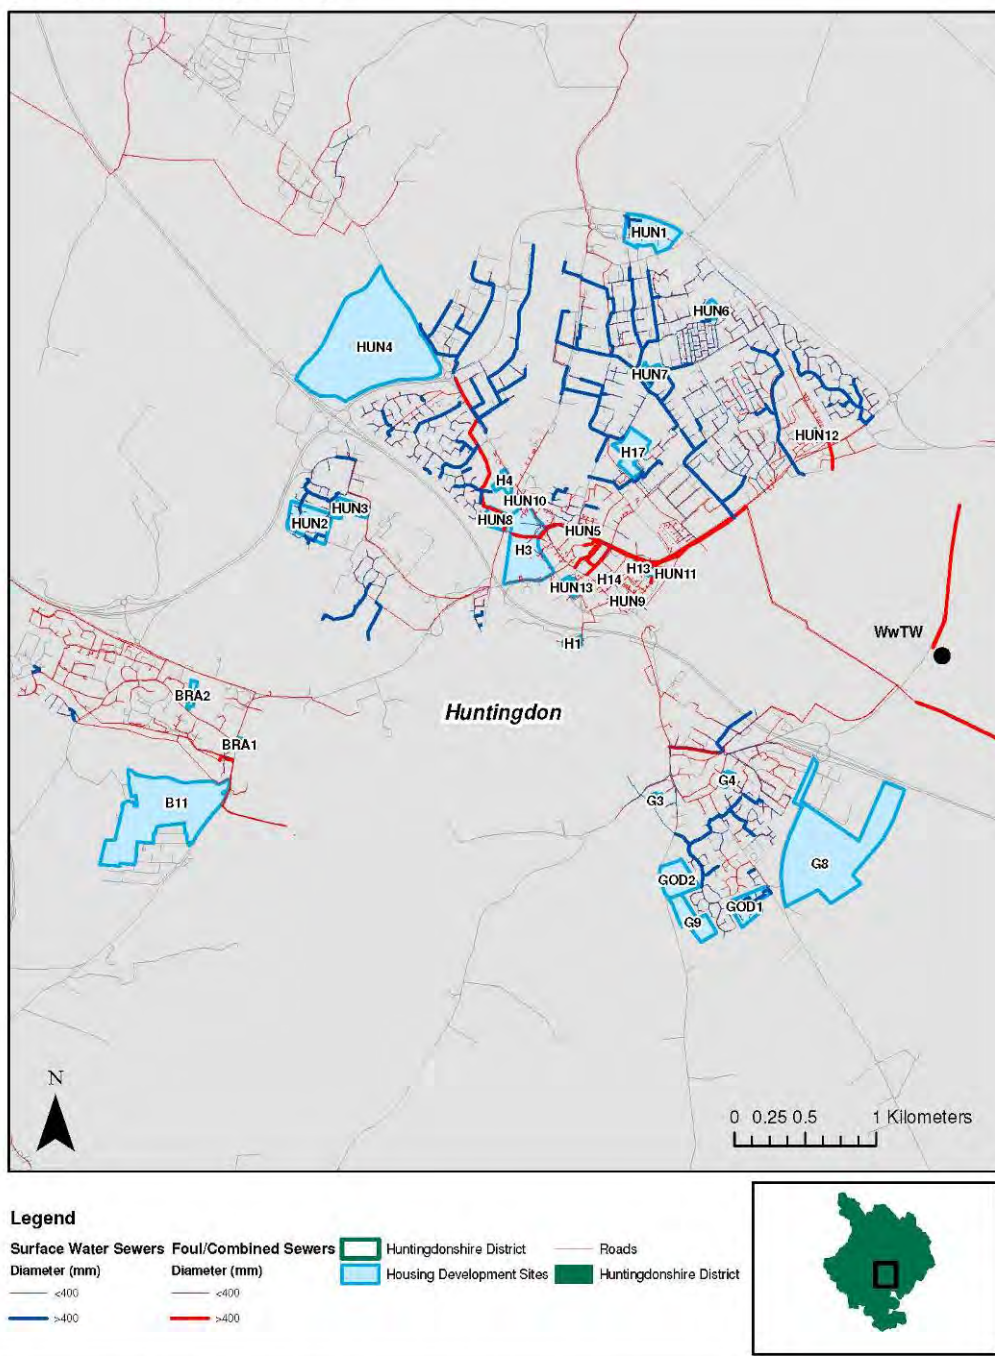 HUN1
HUN6
HUN4
HUN7
HUN12
H17
H4
HUN10
HUN3
HUN2
HUN8
HUN5
H3
H13
HUN11
H14
HUN13
HUN9
H1
WwTW
BRA2
Huntingdon
BRA1
G4
B11
G3
G8
GOD2
GOD1
G9
N
0 0.25 0.5 1 Kilometers
Legend
Surface Water Sewers Foul/Combined Sewers Huntingdonshire District Roads
Diameter (mm) Diameter (mm) Housing Development Sites Huntingdonshire District
<400 <400
>400 >400